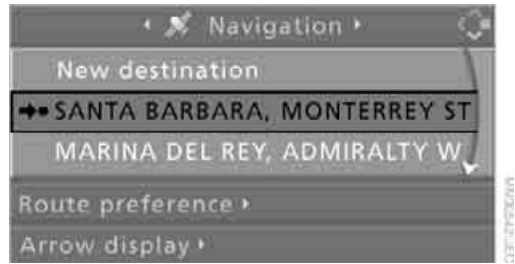 Navigation
New destination
SANTA BARBARA, MONTERREY ST
MARINA DEL REY, ADMIRALTY W
Route preference
Arrow display